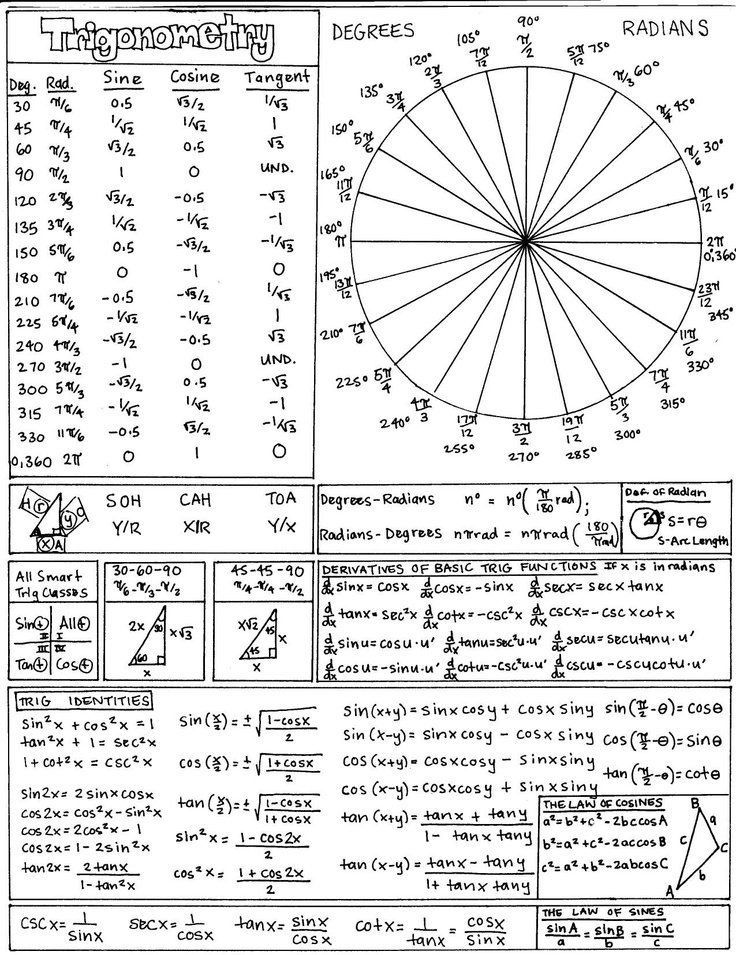 Trigonometry
Deg. Rad. Sine Cosine Tangent
30 π/6 0.5 √3/2 1/√3
45 π/4 1/√2 1/√2 1
60 π/3 √3/2 0.5 √3
90 π/2 1 0 UND.
120 2π/3 √3/2 -0.5 -√3
135 3π/4 1/√2 -1/√2 -1
150 5π/6 0.5 -√3/2 -1/√3
180 π 0 -1 0
210 7π/6 -0.5 -√3/2 1/√3
225 5π/4 -1/√2 -1/√2 1
240 4π/3 -√3/2 -0.5 √3
270 3π/2 -1 0 UND.
300 5π/3 -√3/2 0.5 -√3
315 7π/4 -1/√2 1/√2 -1
330 11π/6 -0.5 √3/2 -1/√3
0,360 2π 0 1 0
DEGREES RADIANS
90° π/2
5π/12 75°
π/3 60°
π/4 45°
π/6 30°
π/12 15°
2π 0,360°
23π/12 345°
11π/6 330°
7π/4 315°
5π/3 300°
19π/12 285°
3π/2 270°
17π/12 255°
4π/3 240°
225° 5π/4
210° 7π/6
195° 13π/12
180° π
165° 11π/12
150° 5π/6
135° 3π/4
120° 2π/3
105° 7π/12
H r y O X A
SOH CAH TOA
Y/R X/R Y/X
Degrees-Radians n° = n°(π/180 rad);
Radians-Degrees nπrad = nπrad(180/πrad)
Def. of Radian
r s
S=rθ
S-Arc Length
All Smart
Trig Classes
Sin⊕ All⊕
II I
III IV
Tan⊕ Cos⊕
30-60-90
π/6-π/3-π/2
2x 30 x√3
60
x
45-45-90
π/4-π/4-π/2
x√2 45 x
45
x
DERIVATIVES OF BASIC TRIG FUNCTIONS IF x is in radians
d/dx sinx = cosx d/dx cosx = -sinx d/dx secx = secxtanx
d/dx tanx = sec²x d/dx cotx = -csc²x d/dx cscx = -cscxcotx
d/dx sinu = cosu·u' d/dx tanu = sec²u·u' d/dx secu = secutanu·u'
d/dx cosu = -sinu·u' d/dx cotu = -csc²u·u' d/dx cscu = -cscucotu·u'
TRIG IDENTITIES
sin²x + cos²x = 1
tan²x + 1 = sec²x
1 + cot²x = csc²x
sin2x = 2sinxcosx
cos2x = cos²x - sin²x
cos2x = 2cos²x - 1
cos2x = 1 - 2sin²x
tan2x = 2tanx/1-tan²x
sin(x/2) = ±√(1-cosx/2)
cos(x/2) = ±√(1+cosx/2)
tan(x/2) = ±√(1-cosx/1+cosx)
sin²x = 1-cos2x/2
cos²x = 1+cos2x/2
sin(x+y) = sinxcosy + cosxsiny
sin(x-y) = sinxcosy - cosxsiny
cos(x+y) = cosxcosy - sinxsiny
cos(x-y) = cosxcosy + sinxsiny
tan(x+y) = tanx + tany/1 - tanxtany
tan(x-y) = tanx - tany/1 + tanxtany
sin(π/2-θ) = cosθ
cos(π/2-θ) = sinθ
tan(π/2-θ) = cotθ
THE LAW OF COSINES
a² = b²+c²-2bccosA
b² = a²+c²-2accosB
c² = a²+b²-2abcosC
B
a
c C
b
A
cscx = 1/sinx secx = 1/cosx tanx = sinx/cosx cotx = 1/tanx = cosx/sinx
THE LAW OF SINES
sinA/a = sinB/b = sinC/c